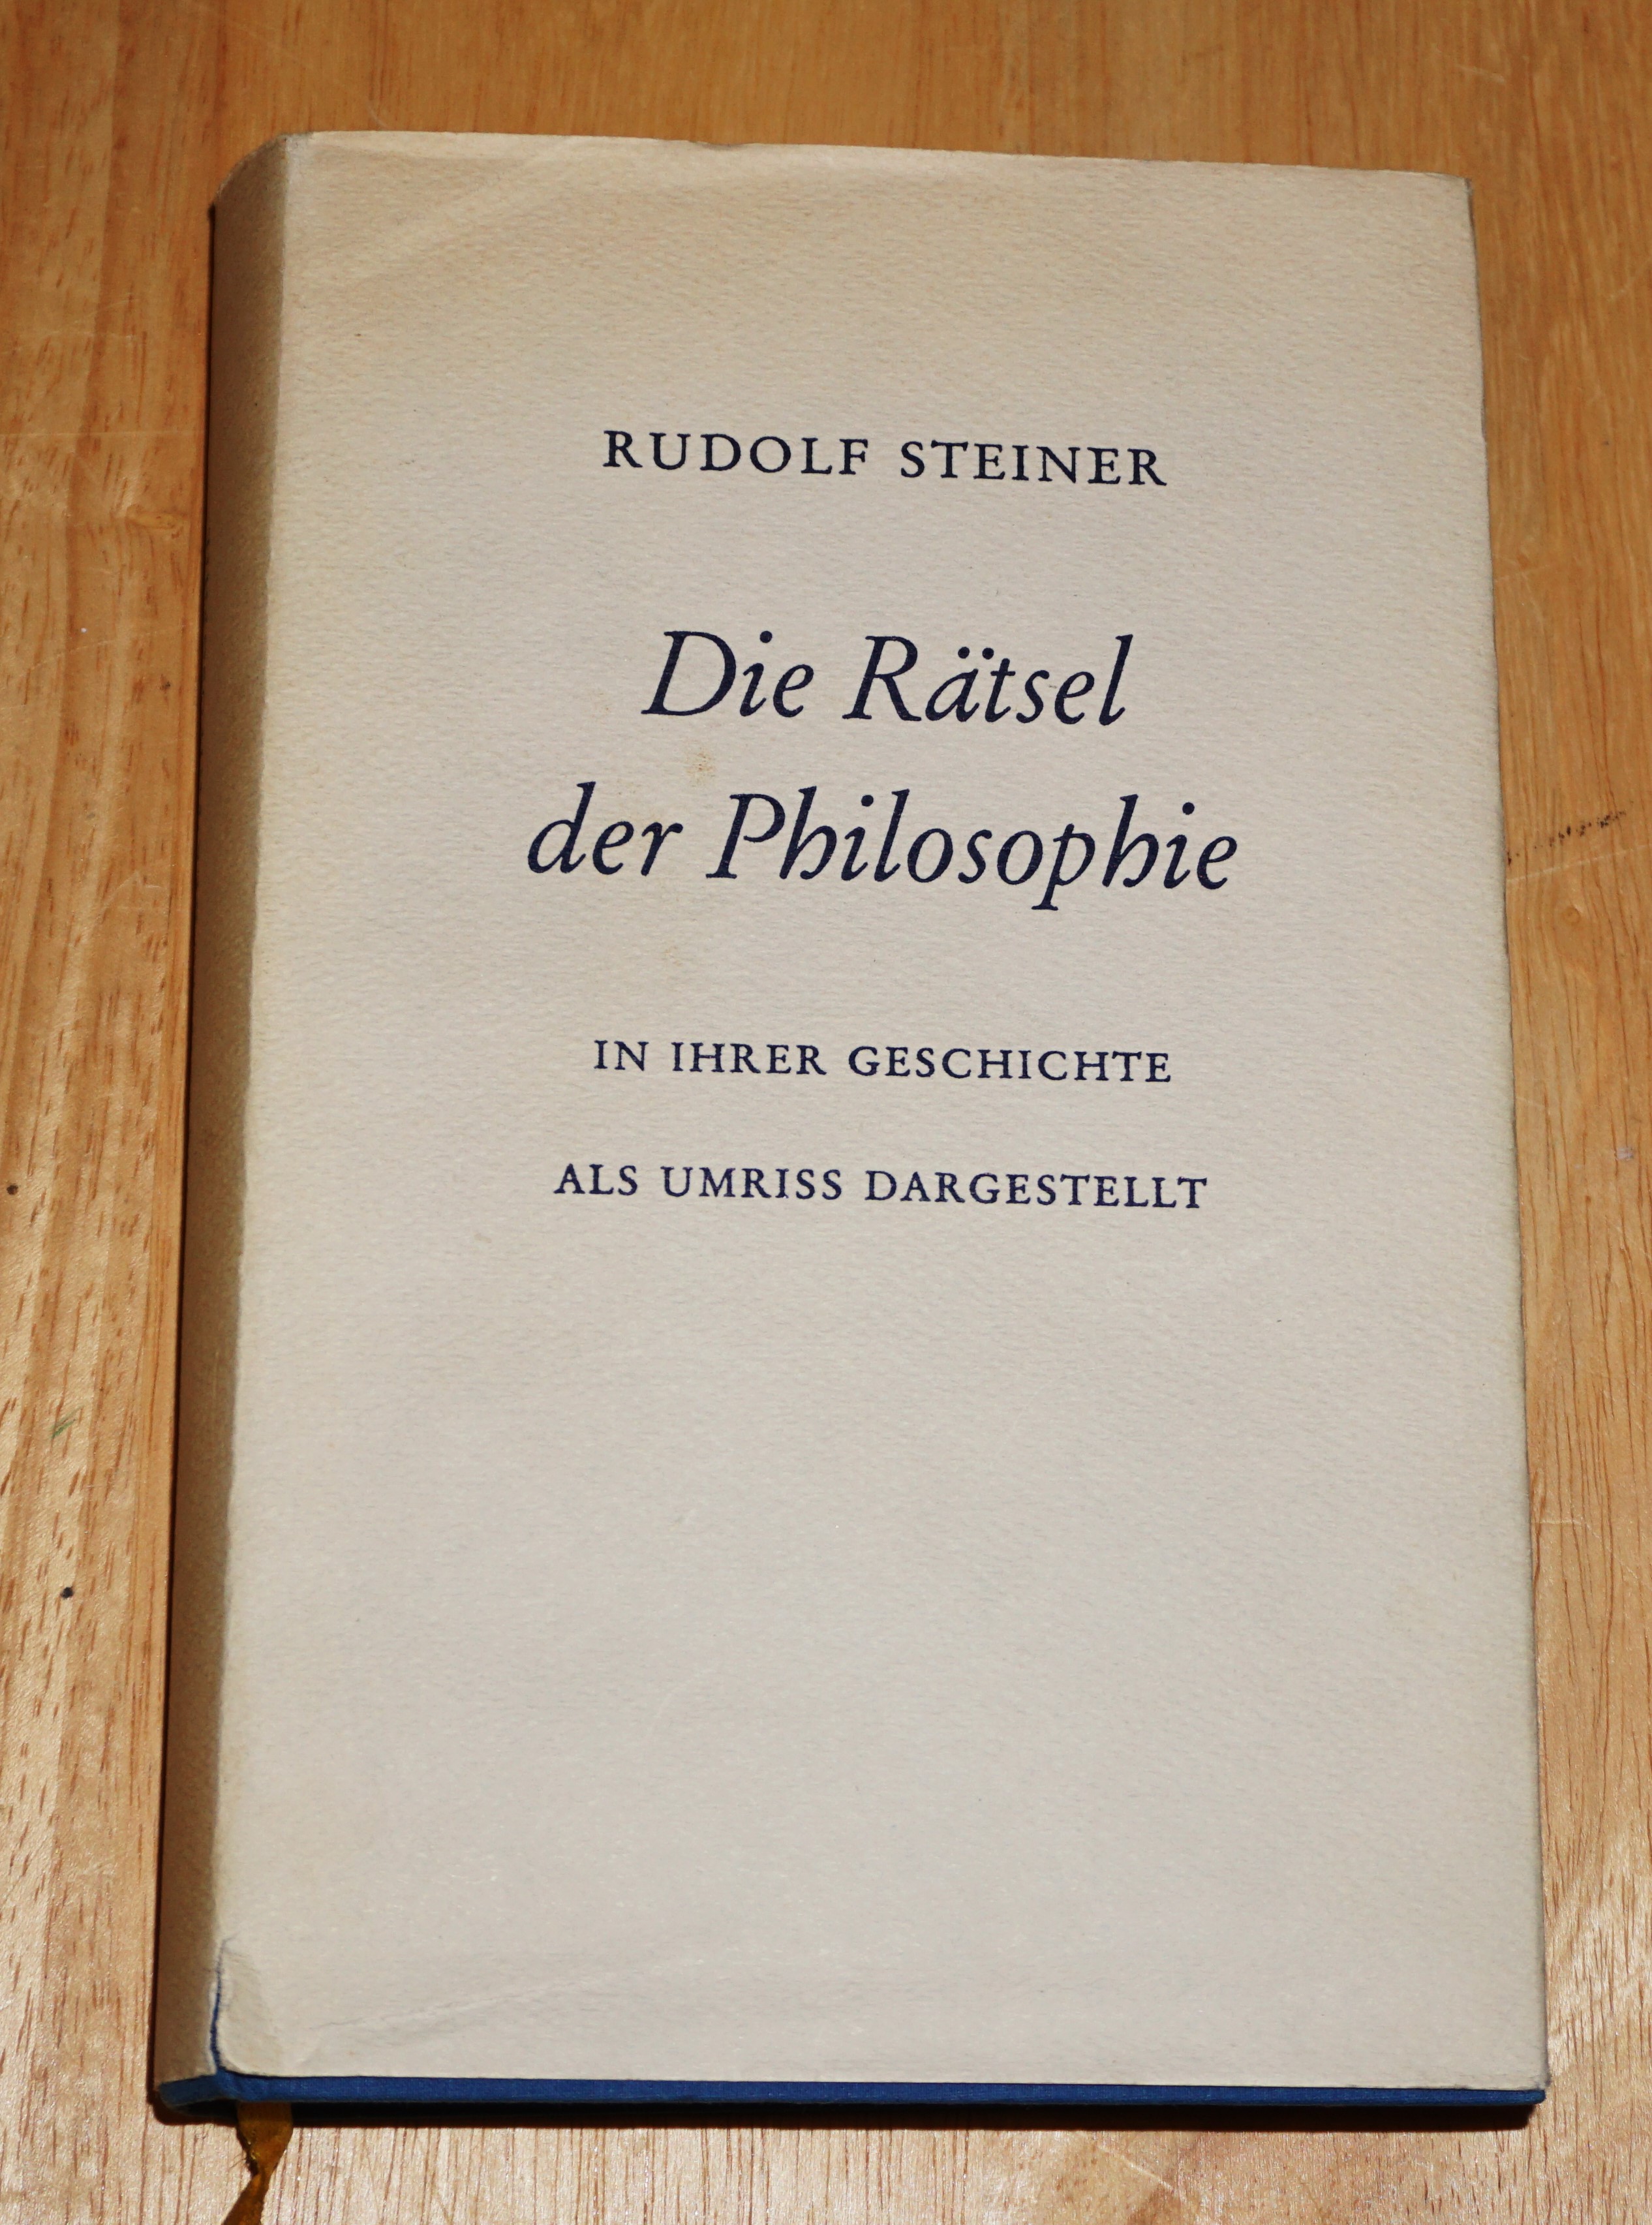 RUDOLF STEINER
Die Rätsel
der Philosophie
IN IHRER GESCHICHTE
ALS UMRISS DARGESTELLT